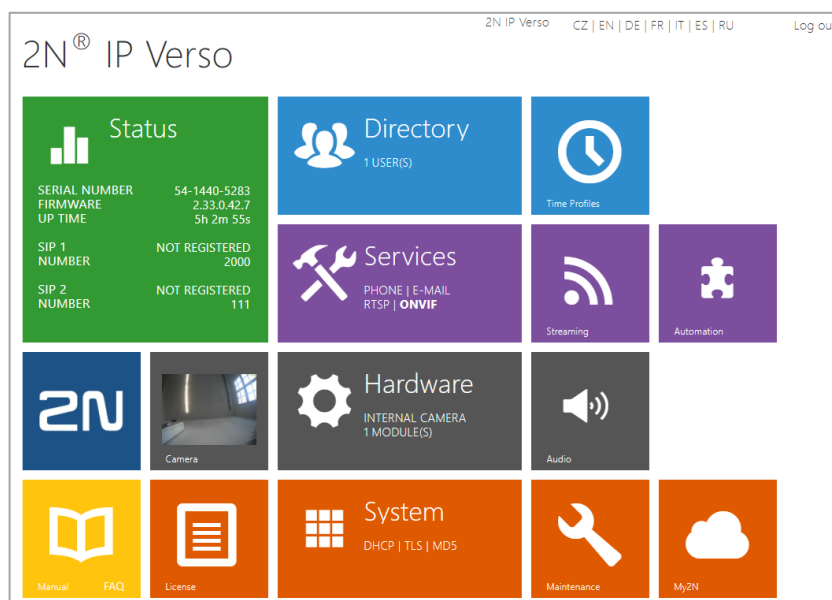 2N IP Verso
CZ | EN | DE | FR | IT | ES | RU
Log ou
2N® IP Verso
Status
SERIAL NUMBER 54-1440-5283
FIRMWARE 2.33.0.42.7
UP TIME 5h 2m 55s
SIP 1 NOT REGISTERED
NUMBER 2000
SIP 2 NOT REGISTERED
NUMBER 111
Directory
1 USER(S)
Time Profiles
Services
PHONE | E-MAIL
RTSP | ONVIF
Streaming
Automation
2N
Camera
Hardware
INTERNAL CAMERA
1 MODULE(S)
Audio
Manual FAQ
License
System
DHCP | TLS | MD5
Maintenance
My2N